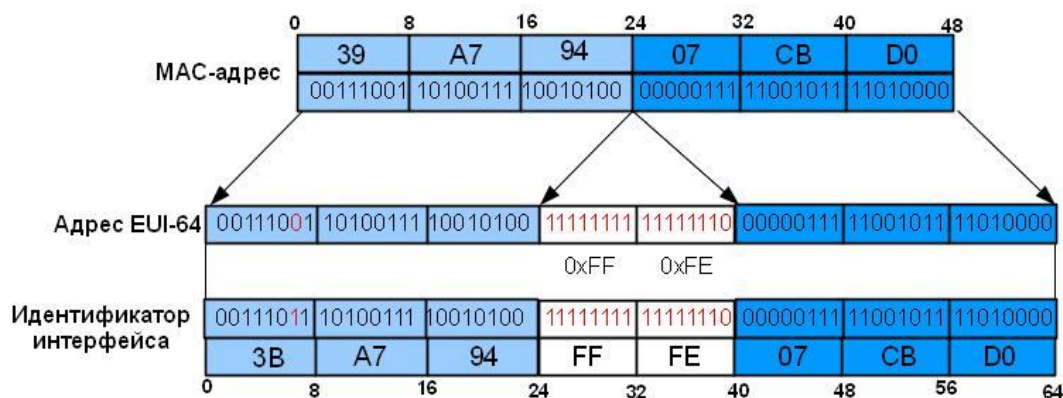 0 8 16 24 32 40 48
MAC-адрес
39 A7 94 07 CB D0
00111001 10100111 10010100 00000111 11001011 11010000
Адрес EUI-64
00111001 10100111 10010100 11111111 11111110 00000111 11001011 11010000
0xFF 0xFE
Идентификатор
интерфейса
00111011 10100111 10010100 11111111 11111110 00000111 11001011 11010000
3B A7 94 FF FE 07 CB D0
0 8 16 24 32 40 48 56 64